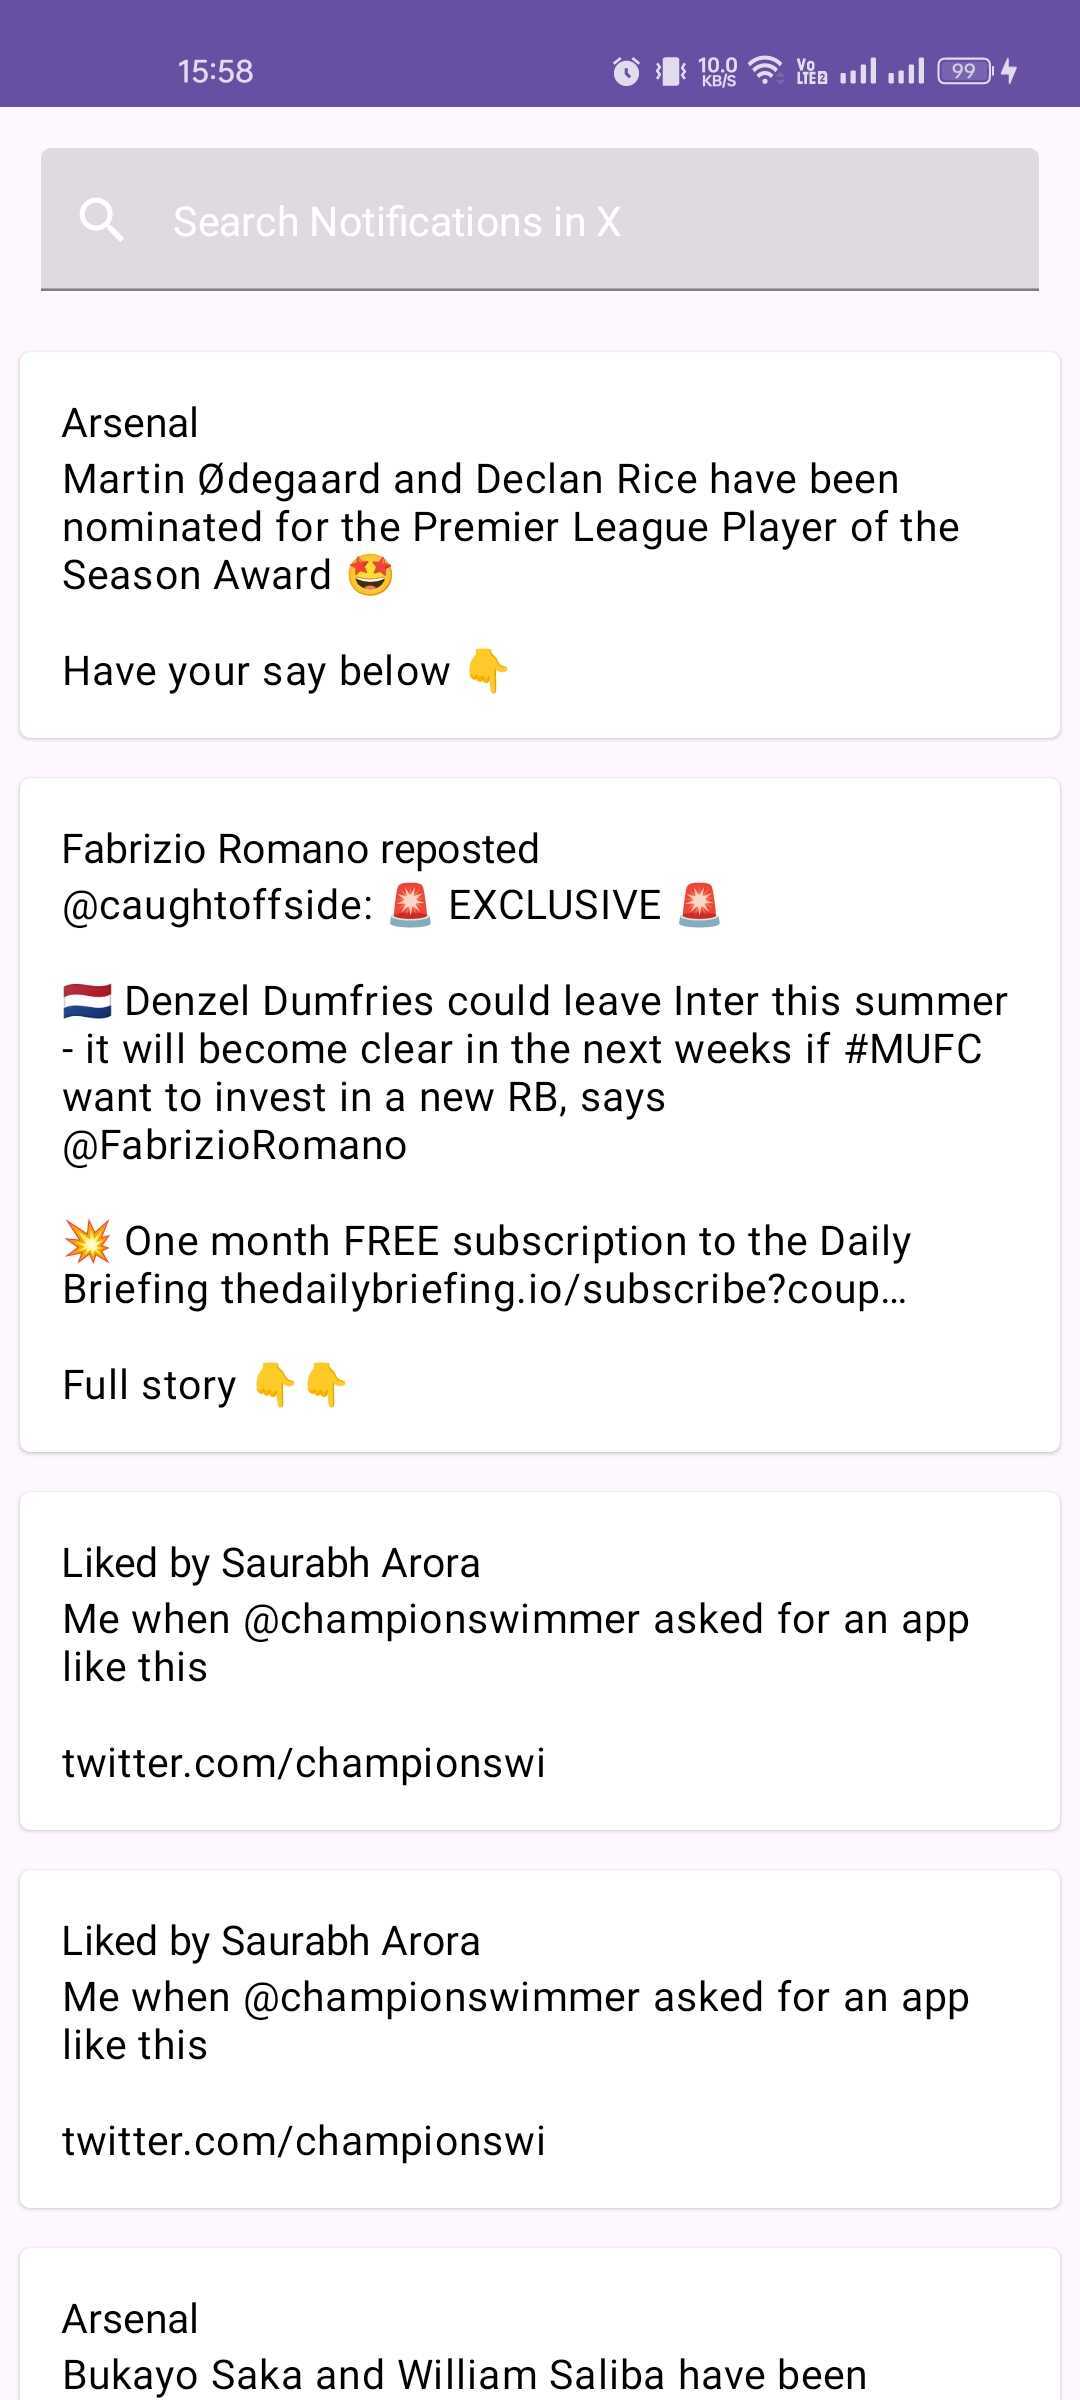 15:58
10.0
KB/S
Vo
LTE2
99
Search Notifications in X
Arsenal
Martin Ødegaard and Declan Rice have been
nominated for the Premier League Player of the
Season Award 🤩
Have your say below 👇
Fabrizio Romano reposted
@caughtoffside: 🚨 EXCLUSIVE 🚨
🇳🇱 Denzel Dumfries could leave Inter this summer
- it will become clear in the next weeks if #MUFC
want to invest in a new RB, says
@FabrizioRomano
💥 One month FREE subscription to the Daily
Briefing thedailybriefing.io/subscribe?coup…
Full story 👇👇
Liked by Saurabh Arora
Me when @championswimmer asked for an app
like this
twitter.com/championswi
Liked by Saurabh Arora
Me when @championswimmer asked for an app
like this
twitter.com/championswi
Arsenal
Bukayo Saka and William Saliba have been